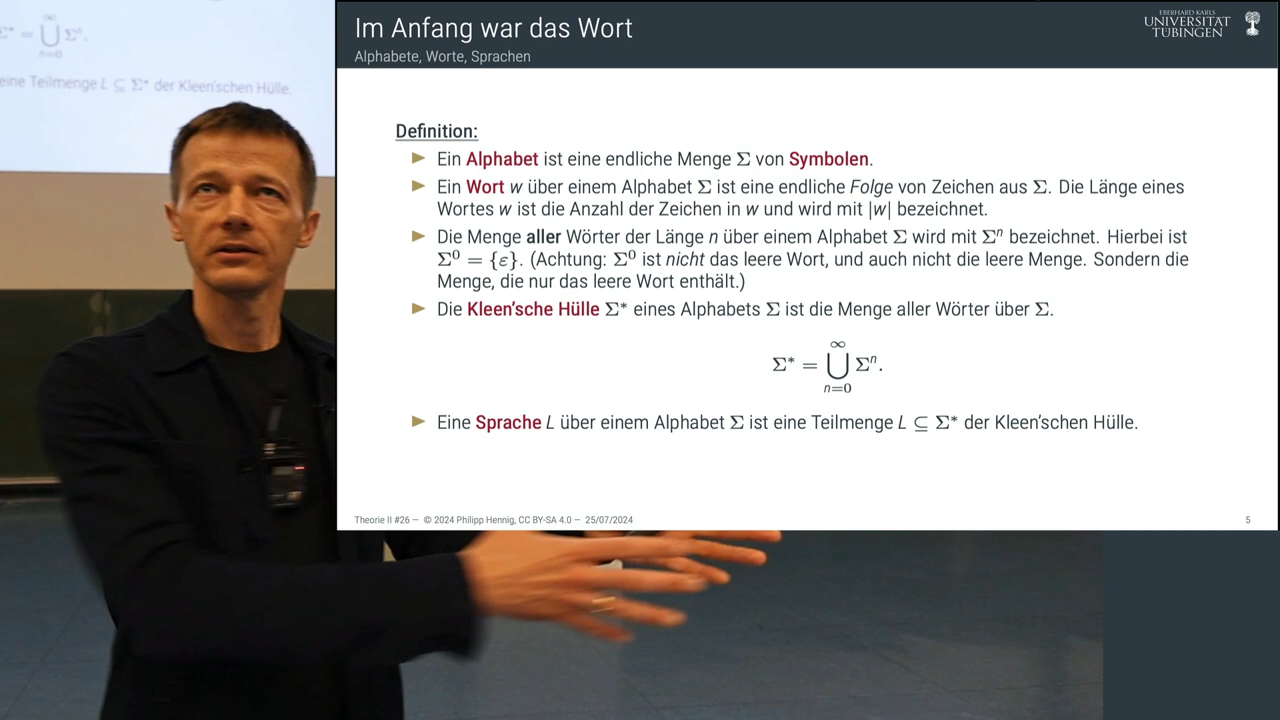 Σ* = ⋃ Σⁿ.
∞
n=0
eine Teilmenge L ⊆ Σ* der Kleen'schen Hülle.
Im Anfang war das Wort
Alphabete, Worte, Sprachen
EBERHARD KARLS
UNIVERSITÄT
TÜBINGEN
Definition:
▶ Ein Alphabet ist eine endliche Menge Σ von Symbolen.
▶ Ein Wort w über einem Alphabet Σ ist eine endliche Folge von Zeichen aus Σ. Die Länge eines
Wortes w ist die Anzahl der Zeichen in w und wird mit |w| bezeichnet.
▶ Die Menge aller Wörter der Länge n über einem Alphabet Σ wird mit Σⁿ bezeichnet. Hierbei ist
Σ⁰ = {ε}. (Achtung: Σ⁰ ist nicht das leere Wort, und auch nicht die leere Menge. Sondern die
Menge, die nur das leere Wort enthält.)
▶ Die Kleen'sche Hülle Σ* eines Alphabets Σ ist die Menge aller Wörter über Σ.
∞
Σ* = ⋃ Σⁿ.
n=0
▶ Eine Sprache L über einem Alphabet Σ ist eine Teilmenge L ⊆ Σ* der Kleen'schen Hülle.
Theorie II #26 — © 2024 Philipp Hennig, CC BY-SA 4.0 — 25/07/2024
5